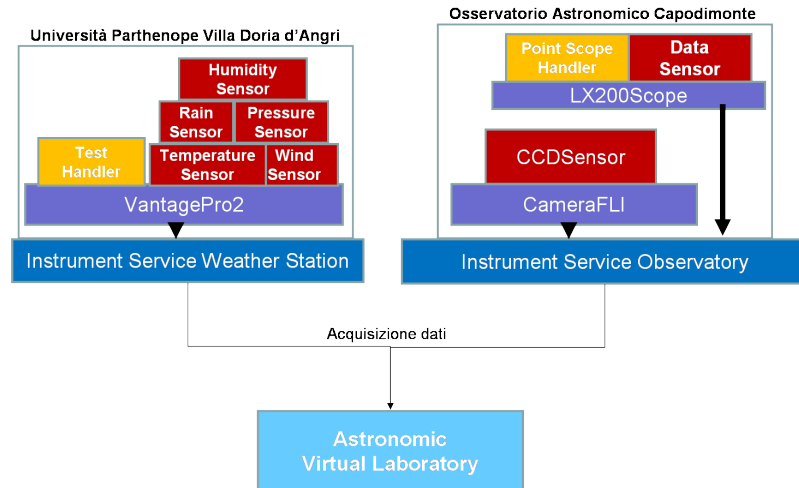 Università Parthenope Villa Doria d'Angri
Humidity
Sensor
Rain
Sensor
Pressure
Sensor
Test
Handler
Temperature
Sensor
Wind
Sensor
VantagePro2
Instrument Service Weather Station
Osservatorio Astronomico Capodimonte
Point Scope
Handler
Data
Sensor
LX200Scope
CCDSensor
CameraFLI
Instrument Service Observatory
Acquisizione dati
Astronomic
Virtual Laboratory